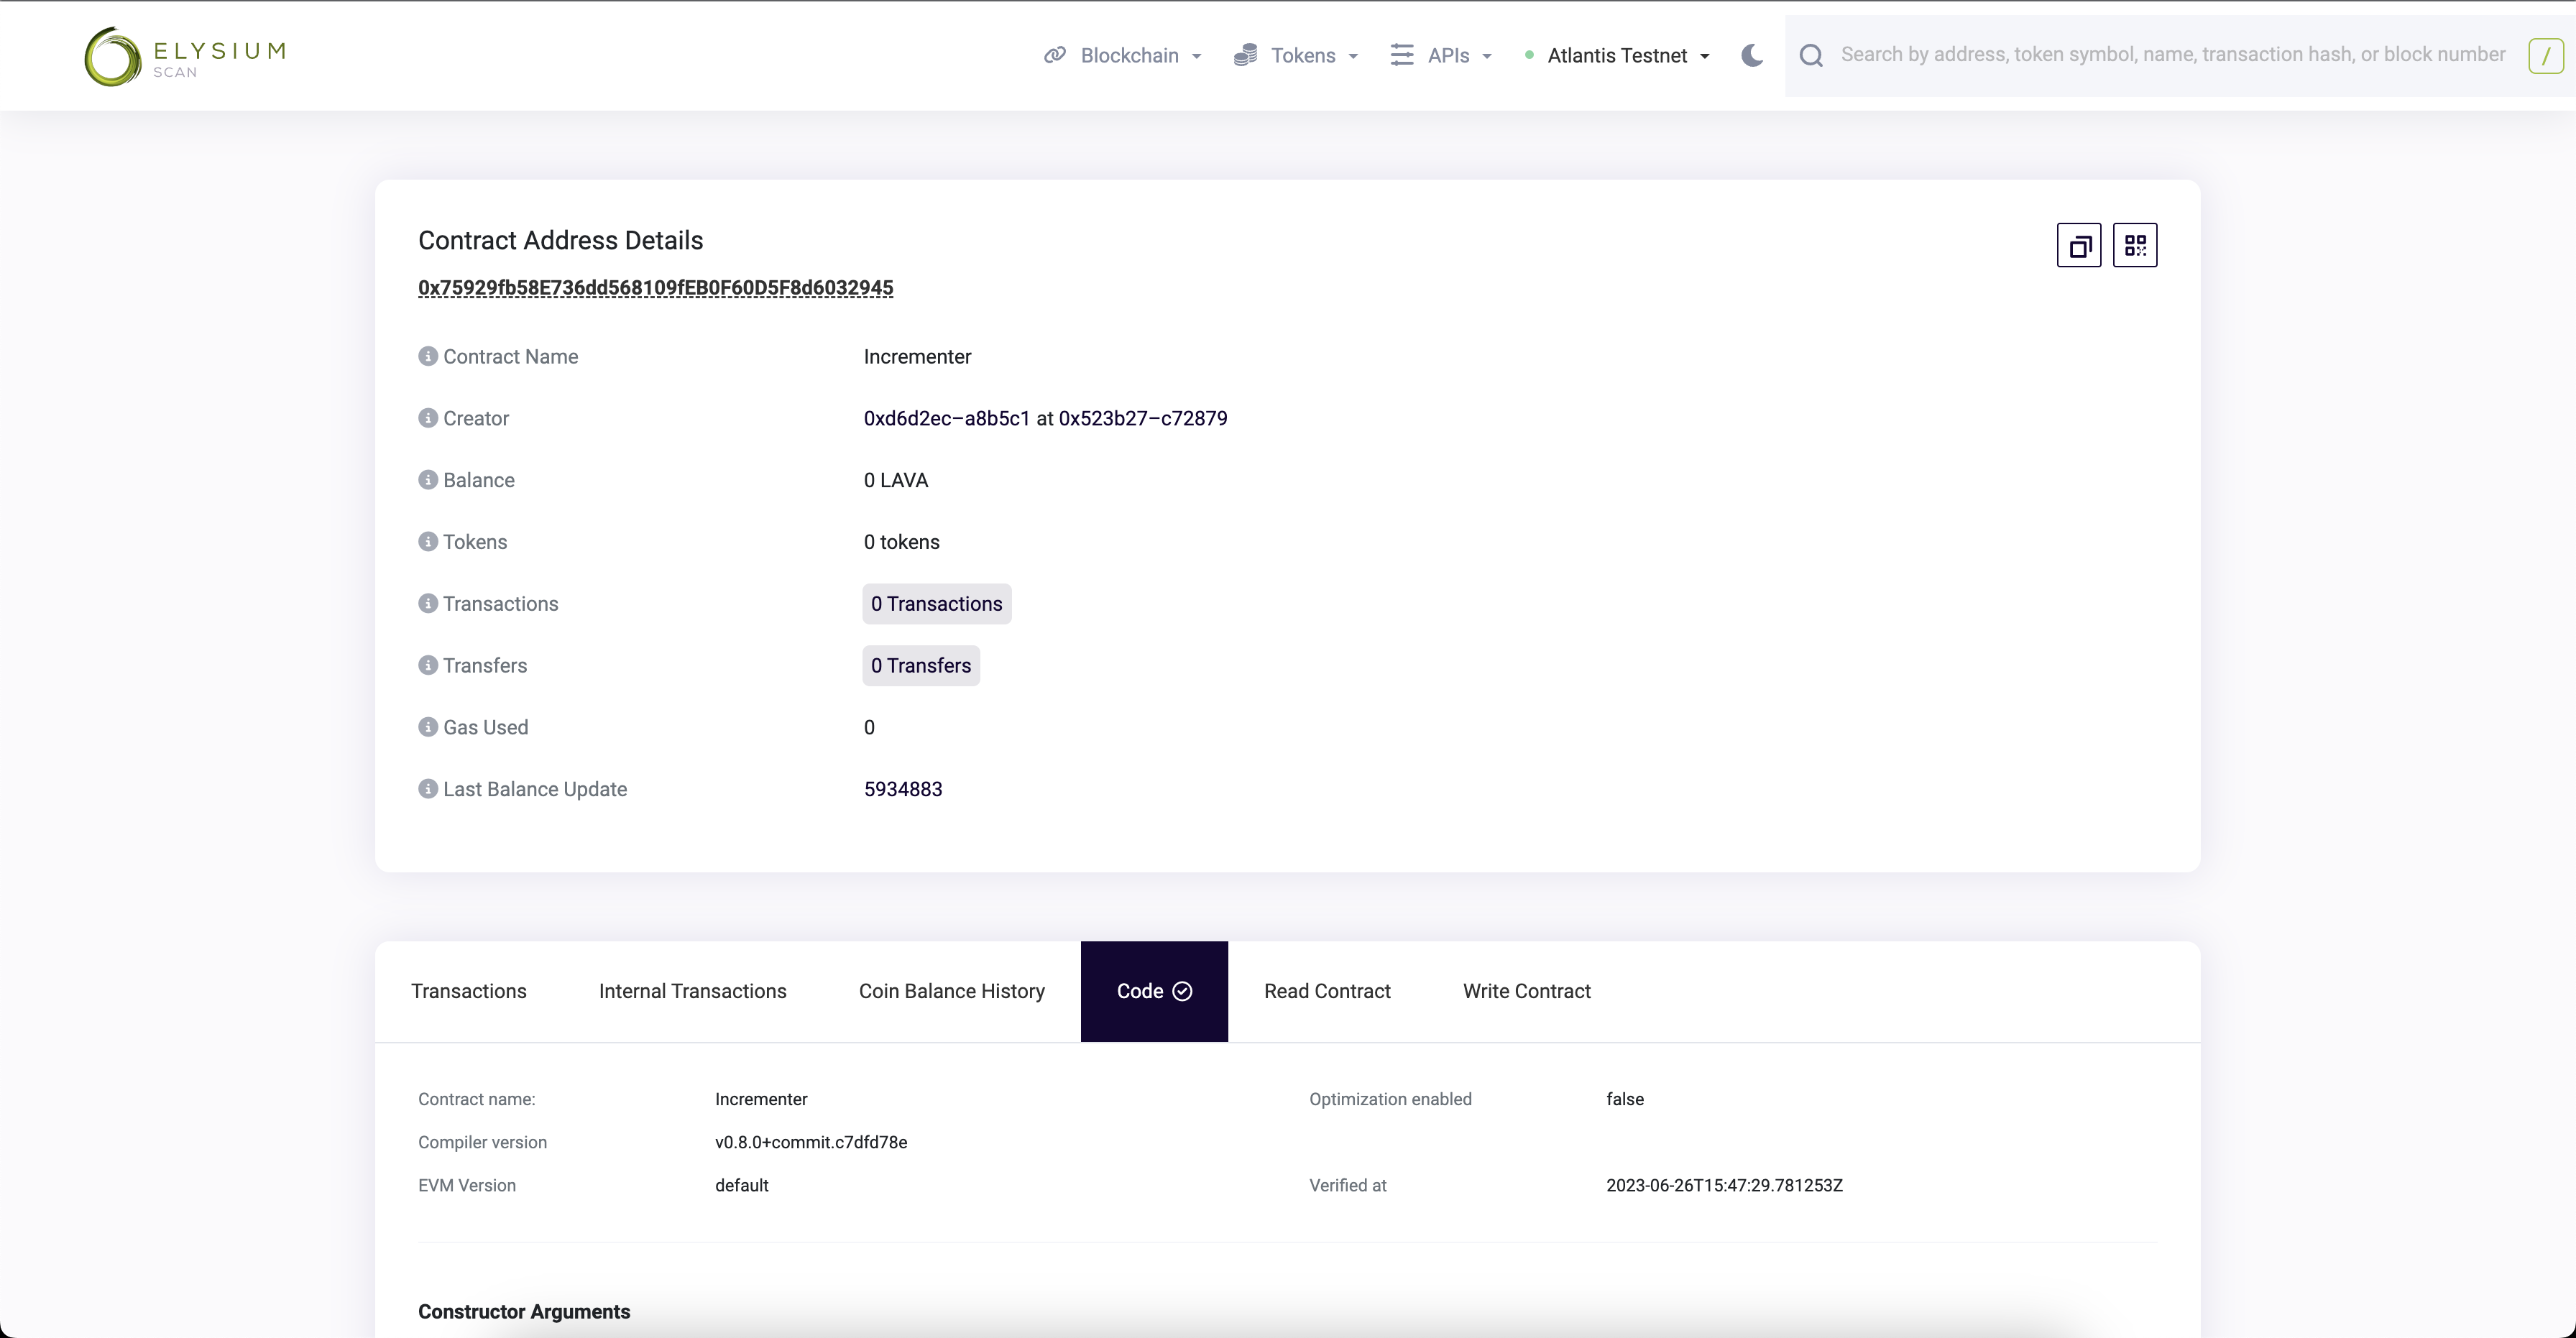 ELYSIUM
SCAN
Blockchain
Tokens
APIs
Atlantis Testnet
Search by address, token symbol, name, transaction hash, or block number
/
Contract Address Details
0x75929fb58E736dd568109fEB0F60D5F8d6032945
Contract Name Incrementer
Creator 0xd6d2ec–a8b5c1 at 0x523b27–c72879
Balance 0 LAVA
Tokens 0 tokens
Transactions 0 Transactions
Transfers 0 Transfers
Gas Used 0
Last Balance Update 5934883
Transactions Internal Transactions Coin Balance History Code Read Contract Write Contract
Contract name: Incrementer Optimization enabled false
Compiler version v0.8.0+commit.c7dfd78e
EVM Version default Verified at 2023-06-26T15:47:29.781253Z
Constructor Arguments